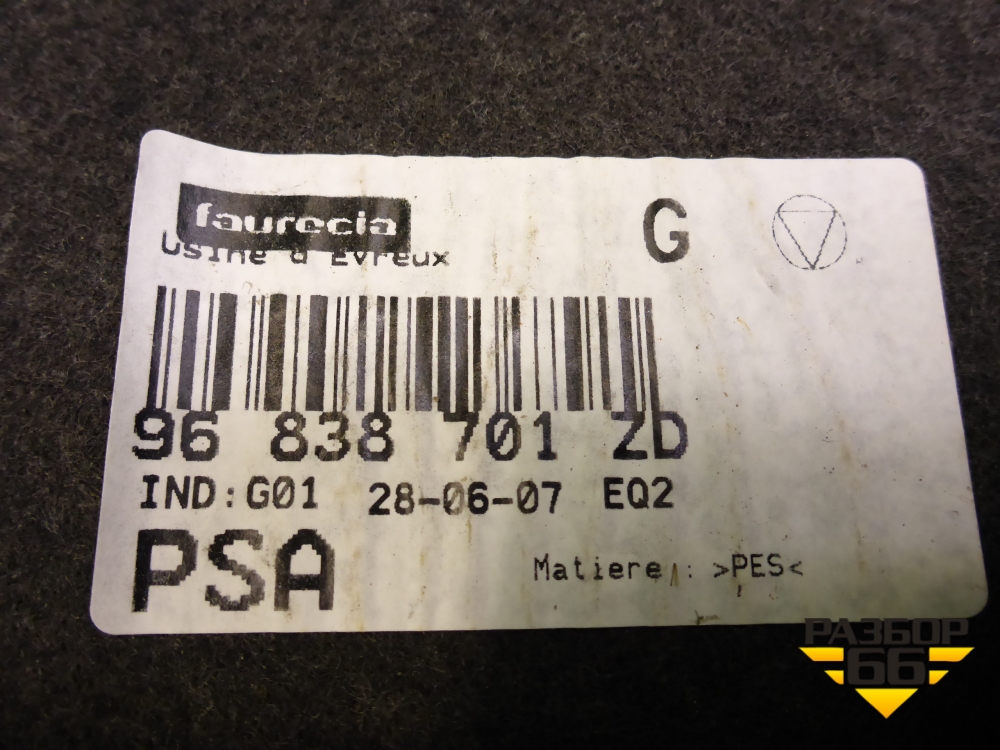 faurecia
Usine d'Evreux
G
96 838 701 ZD
IND:G01 28-06-07 EQ2
PSA
Matiere : >PES<
РАЗБОР
66